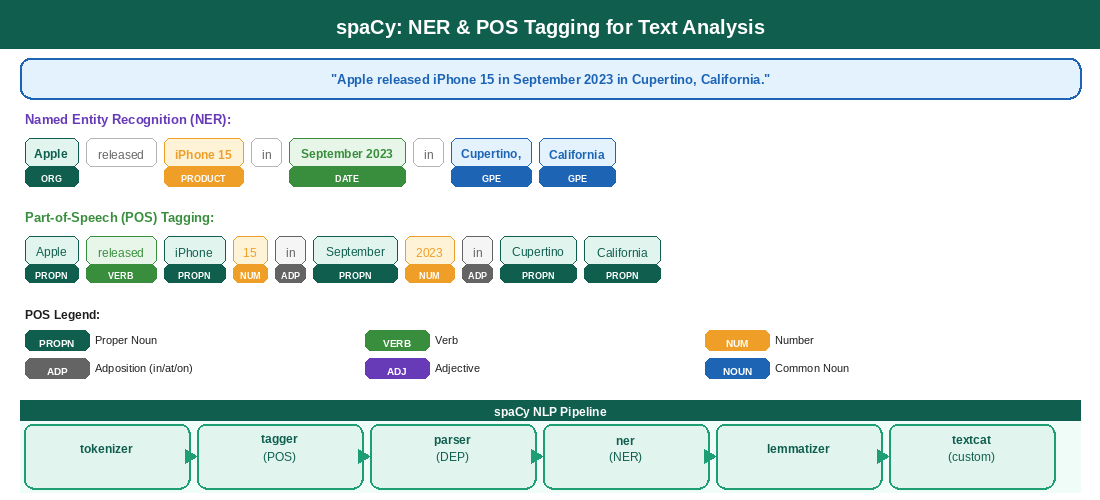 spaCy: NER & POS Tagging for Text Analysis
"Apple released iPhone 15 in September 2023 in Cupertino, California."
Named Entity Recognition (NER):
Apple released iPhone 15 in September 2023 in Cupertino, California
ORG PRODUCT DATE GPE GPE
Part-of-Speech (POS) Tagging:
Apple released iPhone 15 in September 2023 in Cupertino California
PROPN VERB PROPN NUM ADP PROPN NUM ADP PROPN PROPN
POS Legend:
PROPN Proper Noun VERB Verb NUM Number
ADP Adposition (in/at/on) ADJ Adjective NOUN Common Noun
spaCy NLP Pipeline
tokenizer tagger parser ner lemmatizer textcat
(POS) (DEP) (NER) (custom)